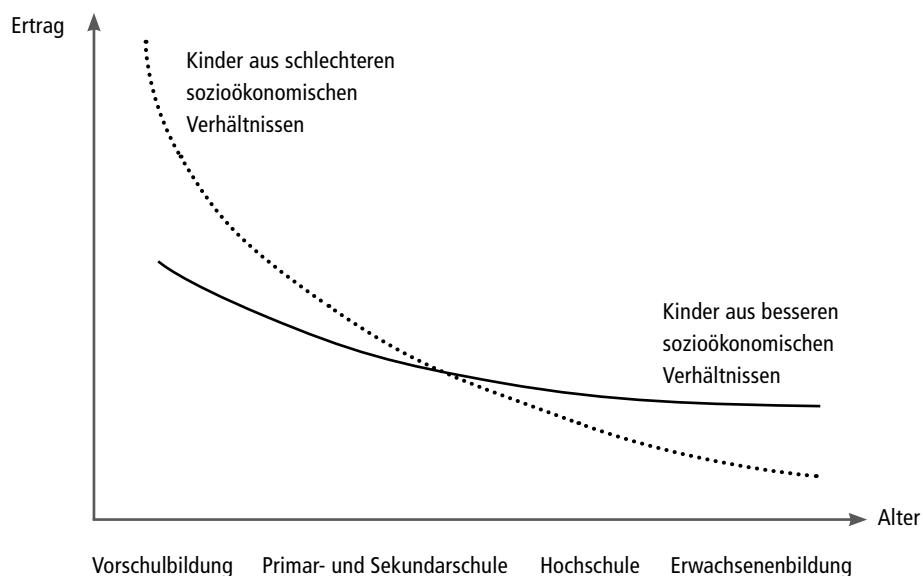 Ertrag
Kinder aus schlechteren
sozioökonomischen
Verhältnissen
Kinder aus besseren
sozioökonomischen
Verhältnissen
Alter
Vorschulbildung Primar- und Sekundarschule Hochschule Erwachsenenbildung